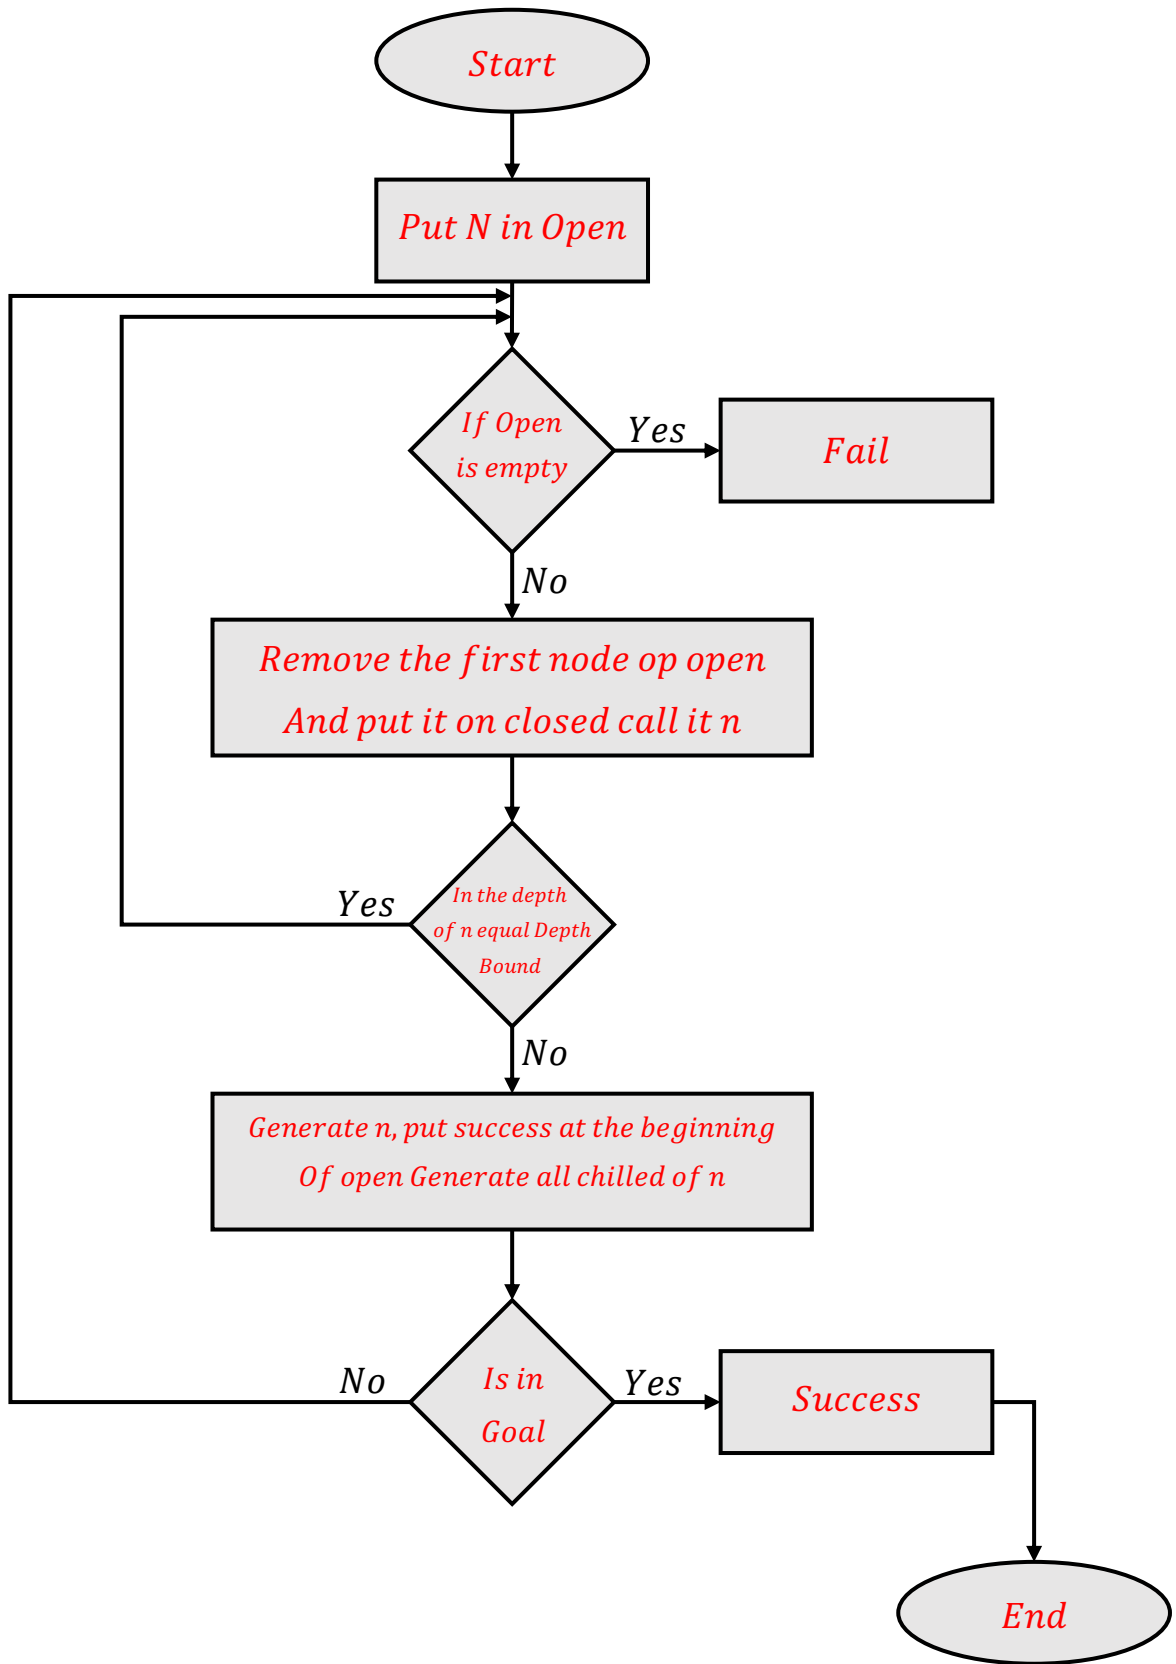 Start
Put N in Open
If Open
is empty
Yes
Fail
No
Remove the first node op open
And put it on closed call it n
In the depth
of n equal Depth
Bound
Yes
No
Generate n, put success at the beginning
Of open Generate all chilled of n
Is in
Goal
No
Yes
Success
End